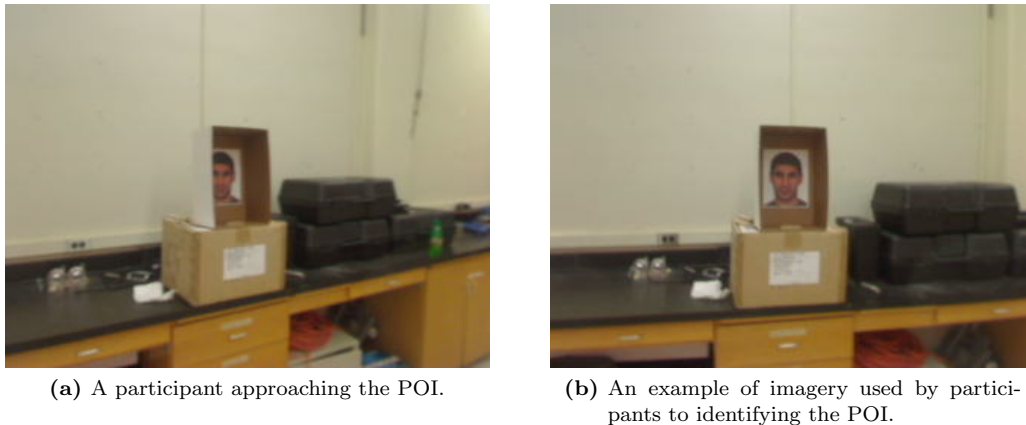 (a) A participant approaching the POI.
(b) An example of imagery used by partici-
pants to identifying the POI.